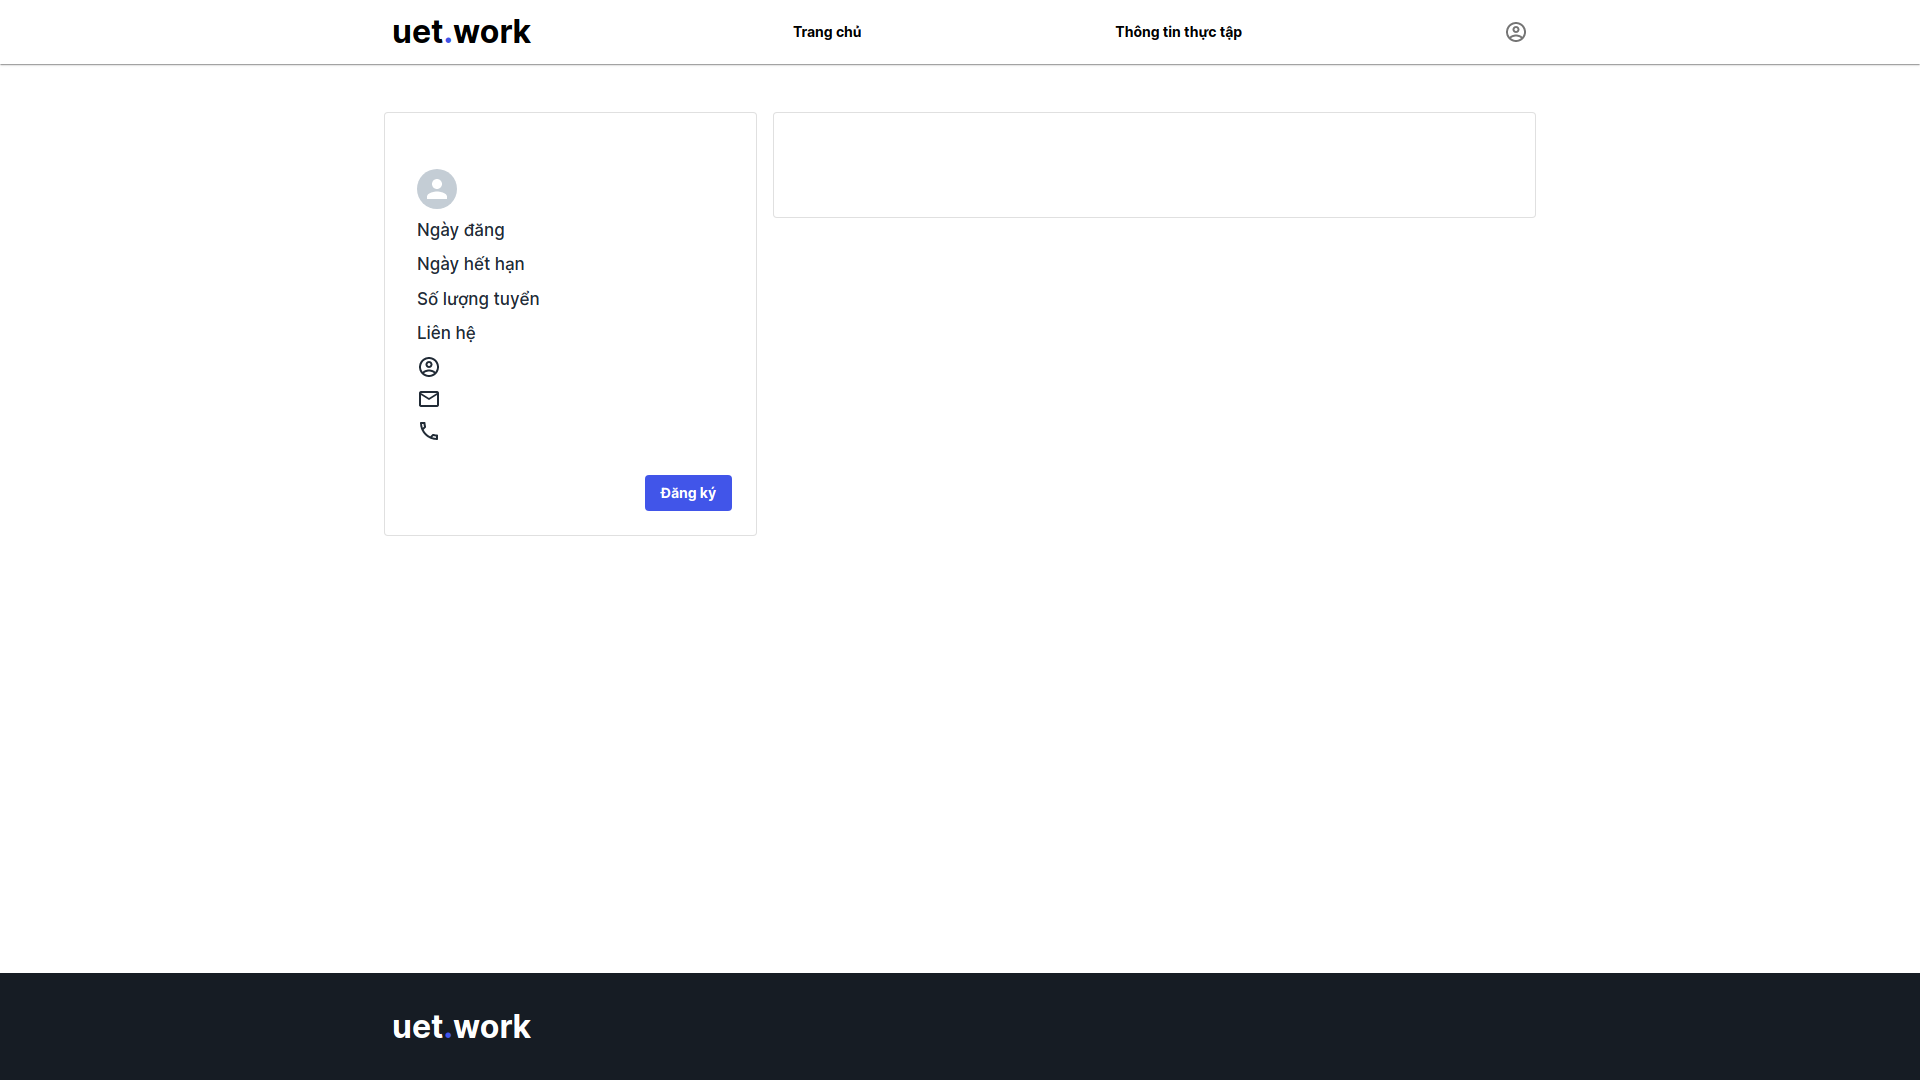 uet.work
Trang chủ
Thông tin thực tập
Ngày đăng
Ngày hết hạn
Số lượng tuyển
Liên hệ
Đăng ký
uet.work